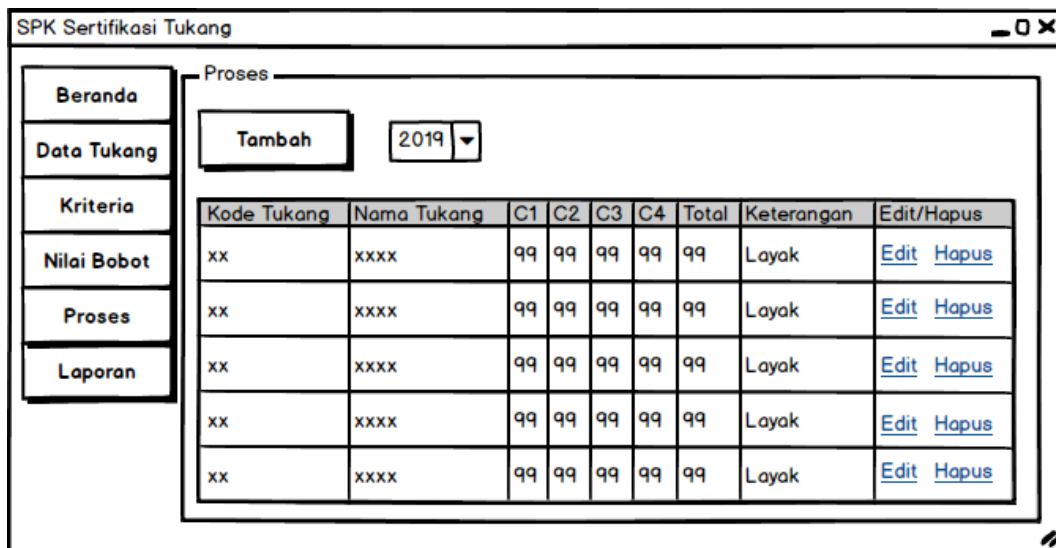 SPK Sertifikasi Tukang
Beranda
Data Tukang
Kriteria
Nilai Bobot
Proses
Laporan
Proses
Tambah 2019
Kode Tukang Nama Tukang C1 C2 C3 C4 Total Keterangan Edit/Hapus
xx xxxx 99 99 99 99 99 Layak Edit Hapus
xx xxxx 99 99 99 99 99 Layak Edit Hapus
xx xxxx 99 99 99 99 99 Layak Edit Hapus
xx xxxx 99 99 99 99 99 Layak Edit Hapus
xx xxxx 99 99 99 99 99 Layak Edit Hapus